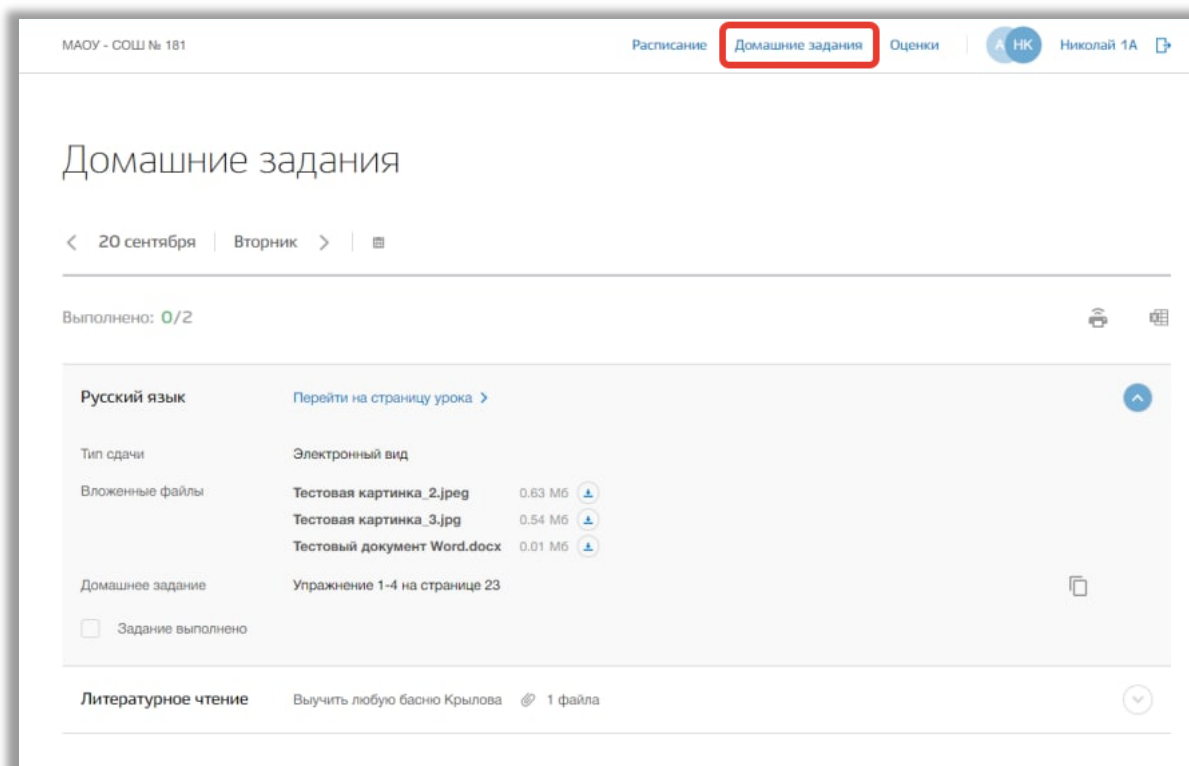 МАОУ - СОШ № 181 Расписание Домашние задания Оценки А НК Николай 1А
Домашние задания
20 сентября Вторник
Выполнено: 0/2
Русский язык Перейти на страницу урока
Тип сдачи Электронный вид
Вложенные файлы Тестовая картинка_2.jpeg 0.63 Мб
Тестовая картинка_3.jpg 0.54 Мб
Тестовый документ Word.docx 0.01 Мб
Домашнее задание Упражнение 1-4 на странице 23
Задание выполнено
Литературное чтение Выучить любую басню Крылова 1 файла